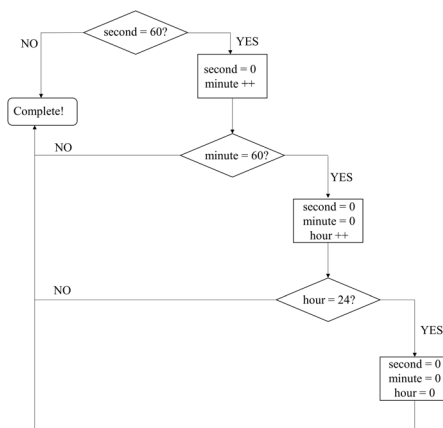 second = 60?
NO
YES
second = 0
minute ++
Complete!
NO
minute = 60?
YES
second = 0
minute = 0
hour ++
NO
hour = 24?
YES
second = 0
minute = 0
hour = 0